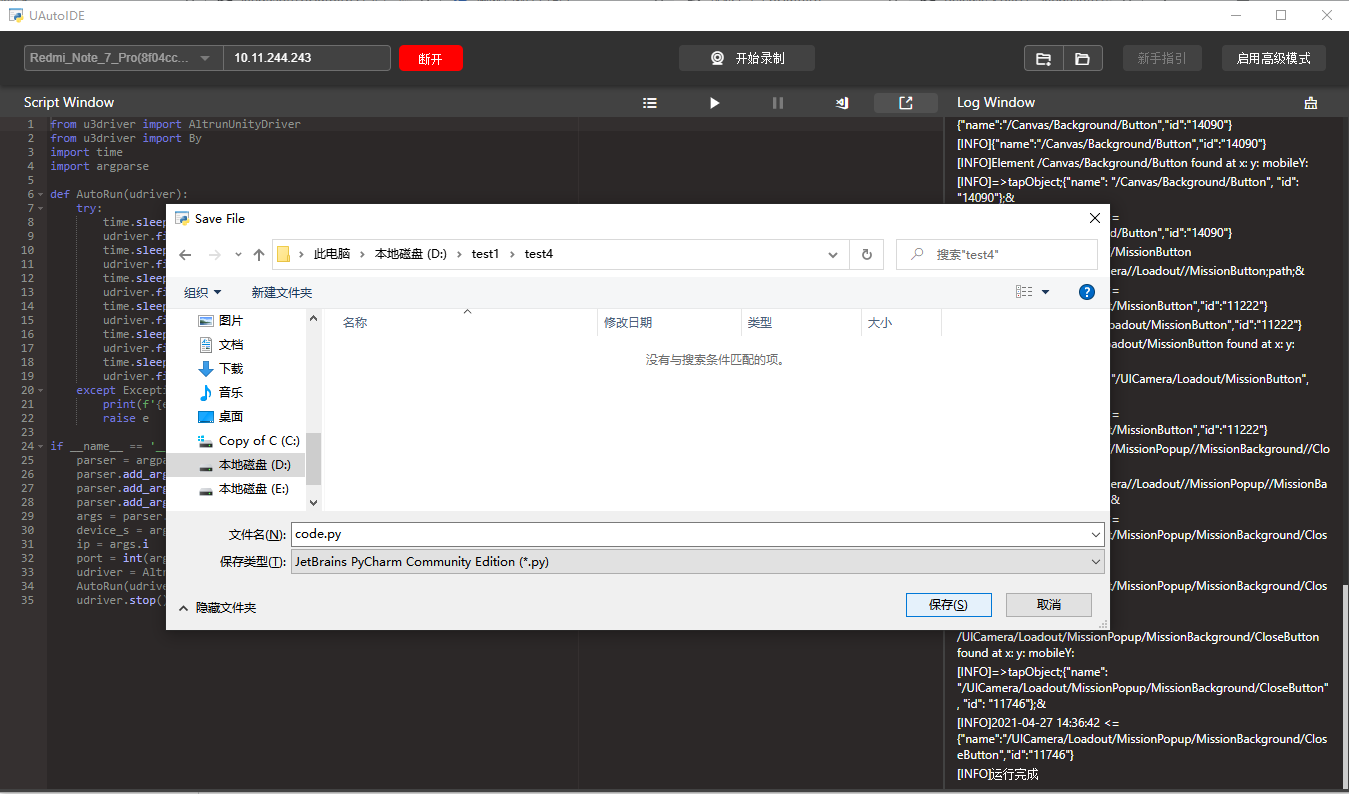 UAutoIDE
Redmi_Note_7_Pro(8f04cc...
10.11.244.243
断开
开始录制
新手指引
启用高级模式
Script Window
Log Window
1 from u3driver import AltrunUnityDriver
2 from u3driver import By
3 import time
4 import argparse
5
6 def AutoRun(udriver):
7 try:
8 time.sleep
9 udriver.fi
10 time.sleep
11 udriver.fi
12 time.sleep
13 udriver.fi
14 time.sleep
15 udriver.fi
16 time.sleep
17 udriver.fi
18 time.sleep
19 udriver.fi
20 except Excepti
21 print(f'{e
22 raise e
23
24 if __name__ == '__
25 parser = argpa
26 parser.add_arg
27 parser.add_arg
28 parser.add_arg
29 args = parser.
30 device_s = arg
31 ip = args.i
32 port = int(arg
33 udriver = Altr
34 AutoRun(udrive
35 udriver.stop()
Save File
此电脑 > 本地磁盘 (D:) > test1 > test4
搜索"test4"
组织
新建文件夹
图片
文档
下载
音乐
桌面
Copy of C (C:)
本地磁盘 (D:)
本地磁盘 (E:)
名称
修改日期
类型
大小
没有与搜索条件匹配的项。
文件名(N):
code.py
保存类型(T):
JetBrains PyCharm Community Edition (*.py)
隐藏文件夹
保存(S)
取消
{"name":"/Canvas/Background/Button","id":"14090"}
[INFO]{"name":"/Canvas/Background/Button","id":"14090"}
[INFO]Element /Canvas/Background/Button found at x: y: mobileY:
[INFO]=>tapObject;{"name": "/Canvas/Background/Button", "id":
"14090"};&
=
d/Button","id":"14090"}
/MissionButton
era//Loadout//MissionButton;path;&
=
t/MissionButton","id":"11222"}
oadout/MissionButton","id":"11222"}
adout/MissionButton found at x: y:
"/UICamera/Loadout/MissionButton",
=
t/MissionButton","id":"11222"}
/MissionPopup//MissionBackground//Clo
era//Loadout//MissionPopup//MissionBa
&
=
t/MissionPopup/MissionBackground/Clos
t/MissionPopup/MissionBackground/Clos
/UICamera/Loadout/MissionPopup/MissionBackground/CloseButton
found at x: y: mobileY:
[INFO]=>tapObject;{"name":
"/UICamera/Loadout/MissionPopup/MissionBackground/CloseButton"
, "id": "11746"};&
[INFO]2021-04-27 14:36:42 <=
{"name":"/UICamera/Loadout/MissionPopup/MissionBackground/Clos
eButton","id":"11746"}
[INFO]运行完成